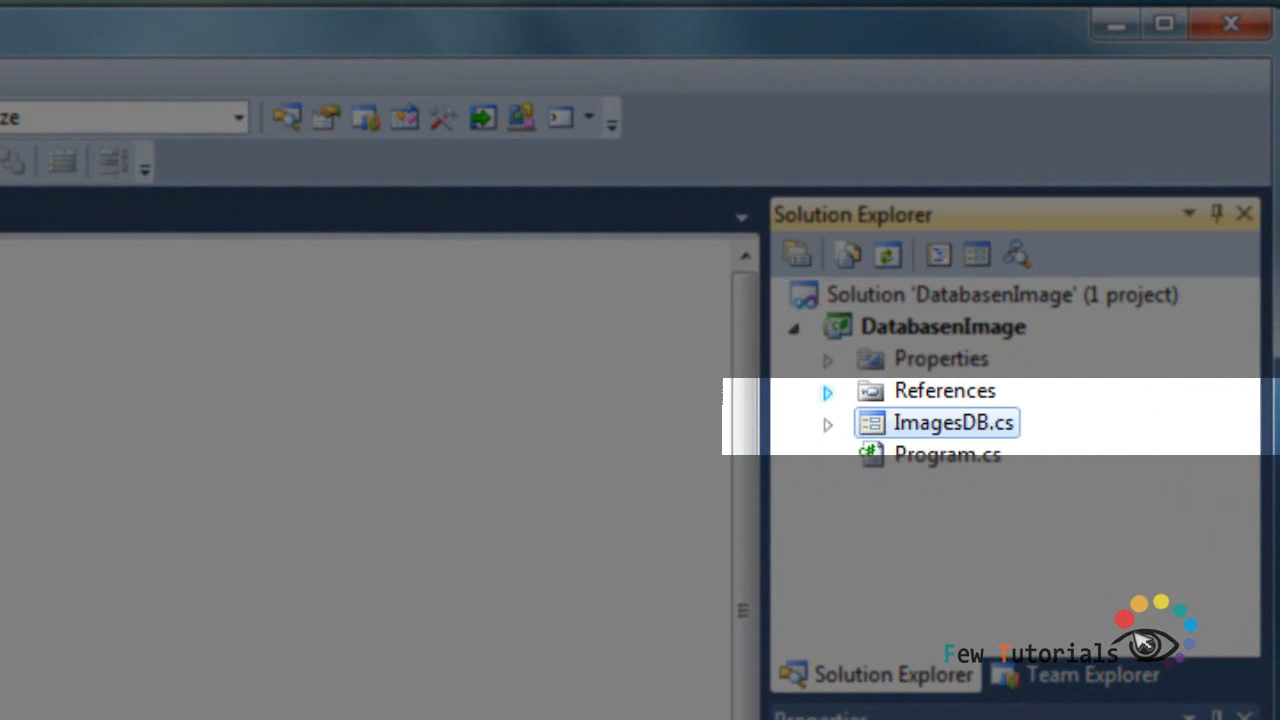 ze
Solution Explorer
Solution 'DatabasenImage' (1 project)
DatabasenImage
Properties
References
ImagesDB.cs
Program.cs
Few Tutorials
Solution Explorer
Team Explorer
Properties